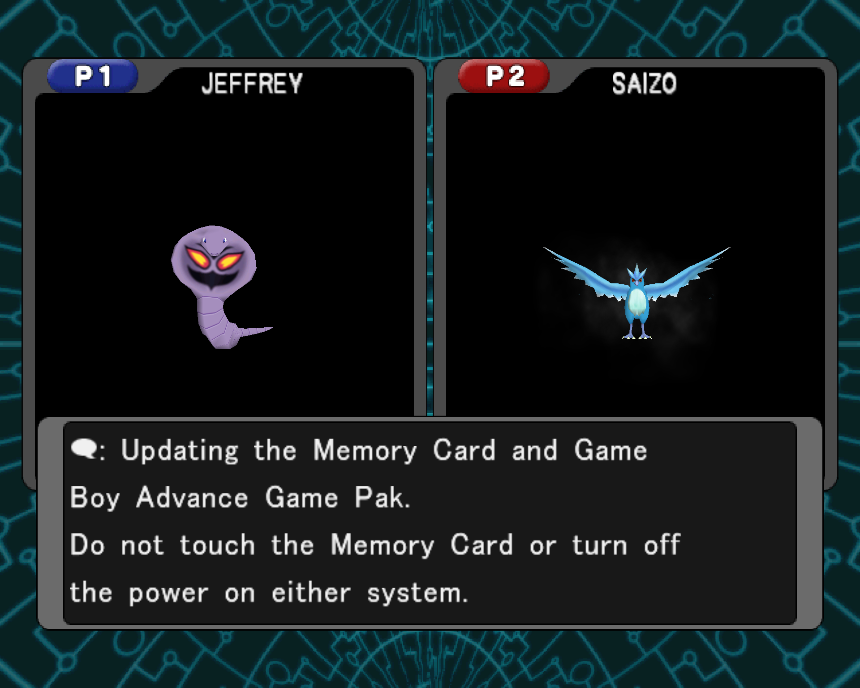 P1 JEFFREY
P2 SAIZO
: Updating the Memory Card and Game
Boy Advance Game Pak.
Do not touch the Memory Card or turn off
the power on either system.